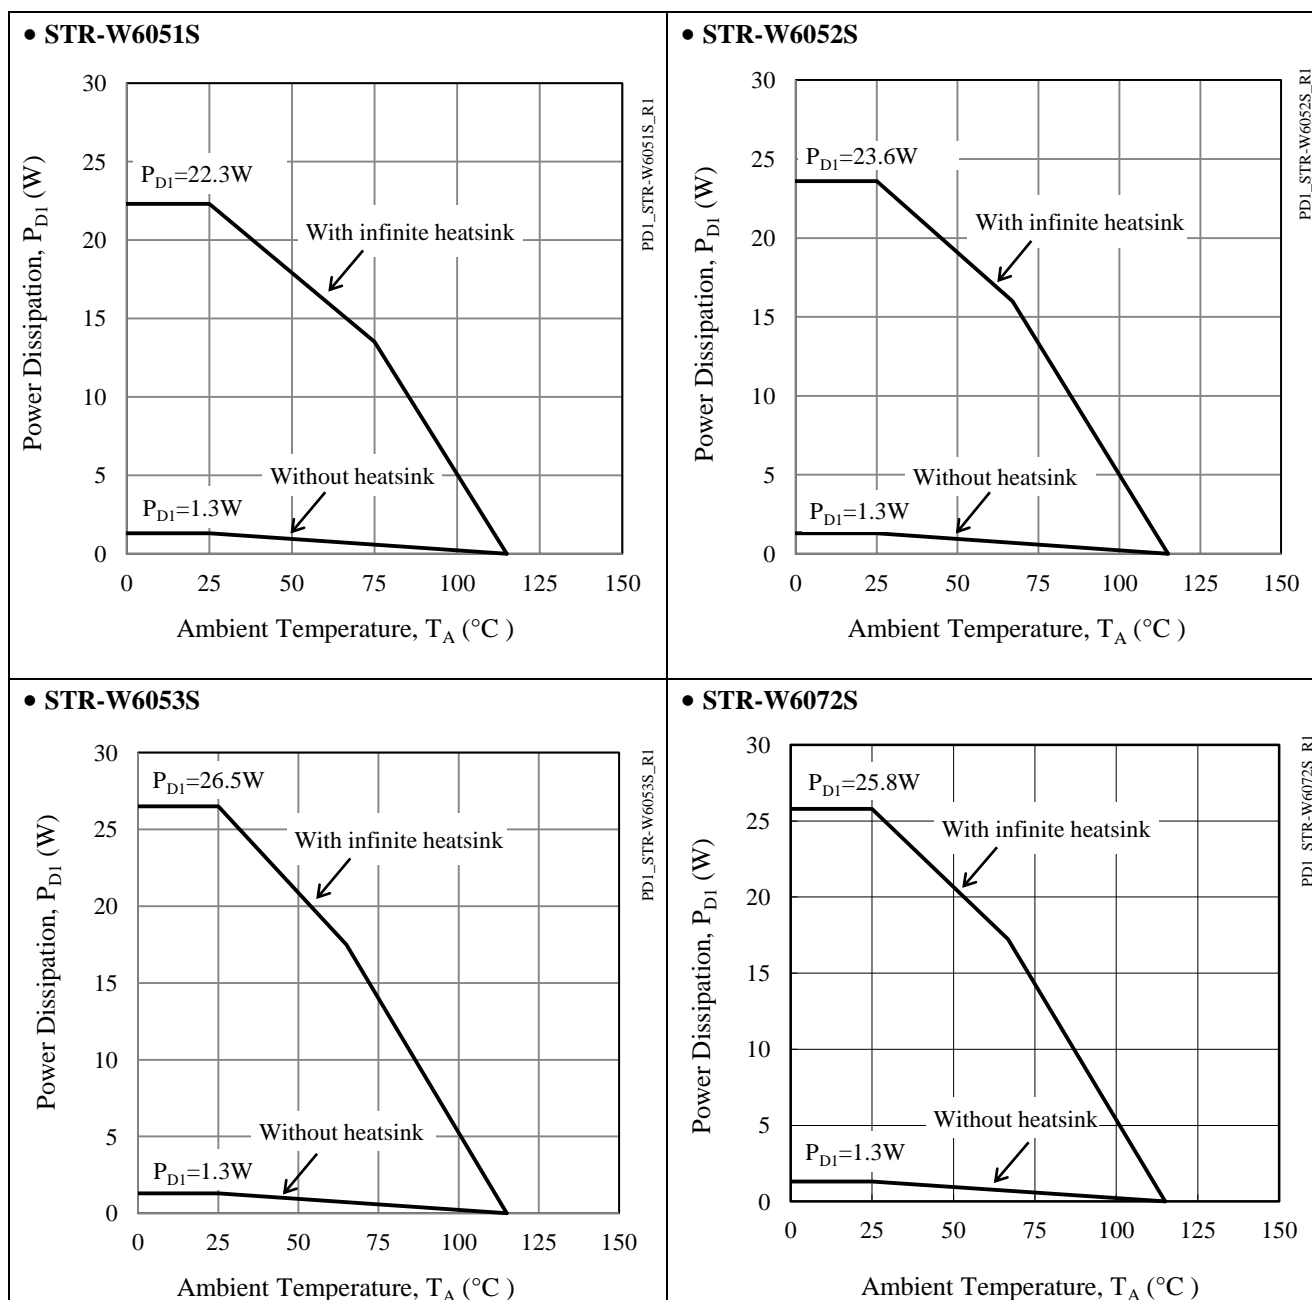 • STR-W6051S
30
25
20
15
10
5
0
P_D1=22.3W
With infinite heatsink
Without heatsink
P_D1=1.3W
0 25 50 75 100 125 150
Ambient Temperature, T_A (°C )
Power Dissipation, P_D1 (W)
PD1_STR-W6051S_R1
• STR-W6052S
30
25
20
15
10
5
0
P_D1=23.6W
With infinite heatsink
Without heatsink
P_D1=1.3W
0 25 50 75 100 125 150
Ambient Temperature, T_A (°C )
Power Dissipation, P_D1 (W)
PD1_STR-W6052S_R1
• STR-W6053S
30
25
20
15
10
5
0
P_D1=26.5W
With infinite heatsink
Without heatsink
P_D1=1.3W
0 25 50 75 100 125 150
Ambient Temperature, T_A (°C )
Power Dissipation, P_D1 (W)
PD1_STR-W6053S_R1
• STR-W6072S
30
25
20
15
10
5
0
P_D1=25.8W
With infinite heatsink
Without heatsink
P_D1=1.3W
0 25 50 75 100 125 150
Ambient Temperature, T_A (°C )
Power Dissipation, P_D1 (W)
PD1_STR-W6072S_R1